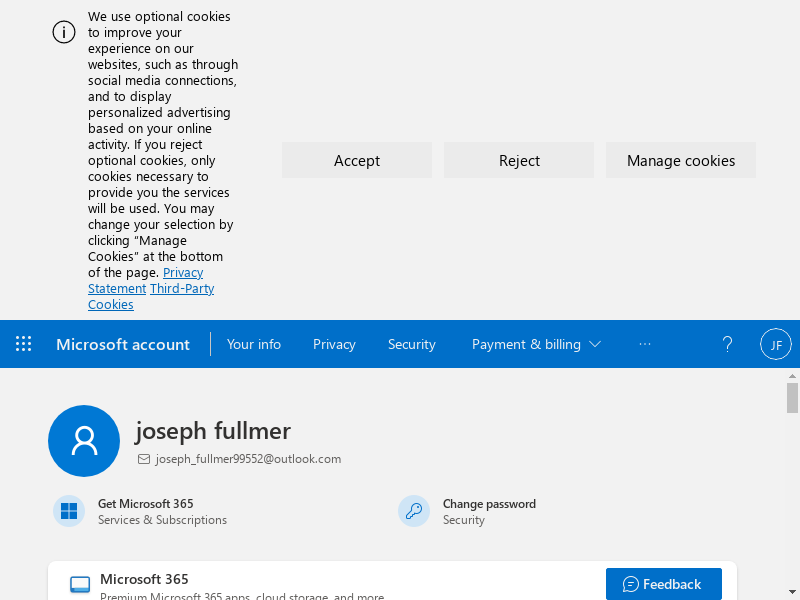 We use optional cookies
to improve your
experience on our
websites, such as through
social media connections,
and to display
personalized advertising
based on your online
activity. If you reject
optional cookies, only
cookies necessary to
provide you the services
will be used. You may
change your selection by
clicking “Manage
Cookies” at the bottom
of the page. Privacy
Statement Third-Party
Cookies
Accept Reject Manage cookies
Microsoft account Your info Privacy Security Payment & billing ... ? JF
joseph fullmer
joseph_fullmer99552@outlook.com
Get Microsoft 365
Services & Subscriptions
Change password
Security
Microsoft 365
Premium Microsoft 365 apps, cloud storage, and more
Feedback